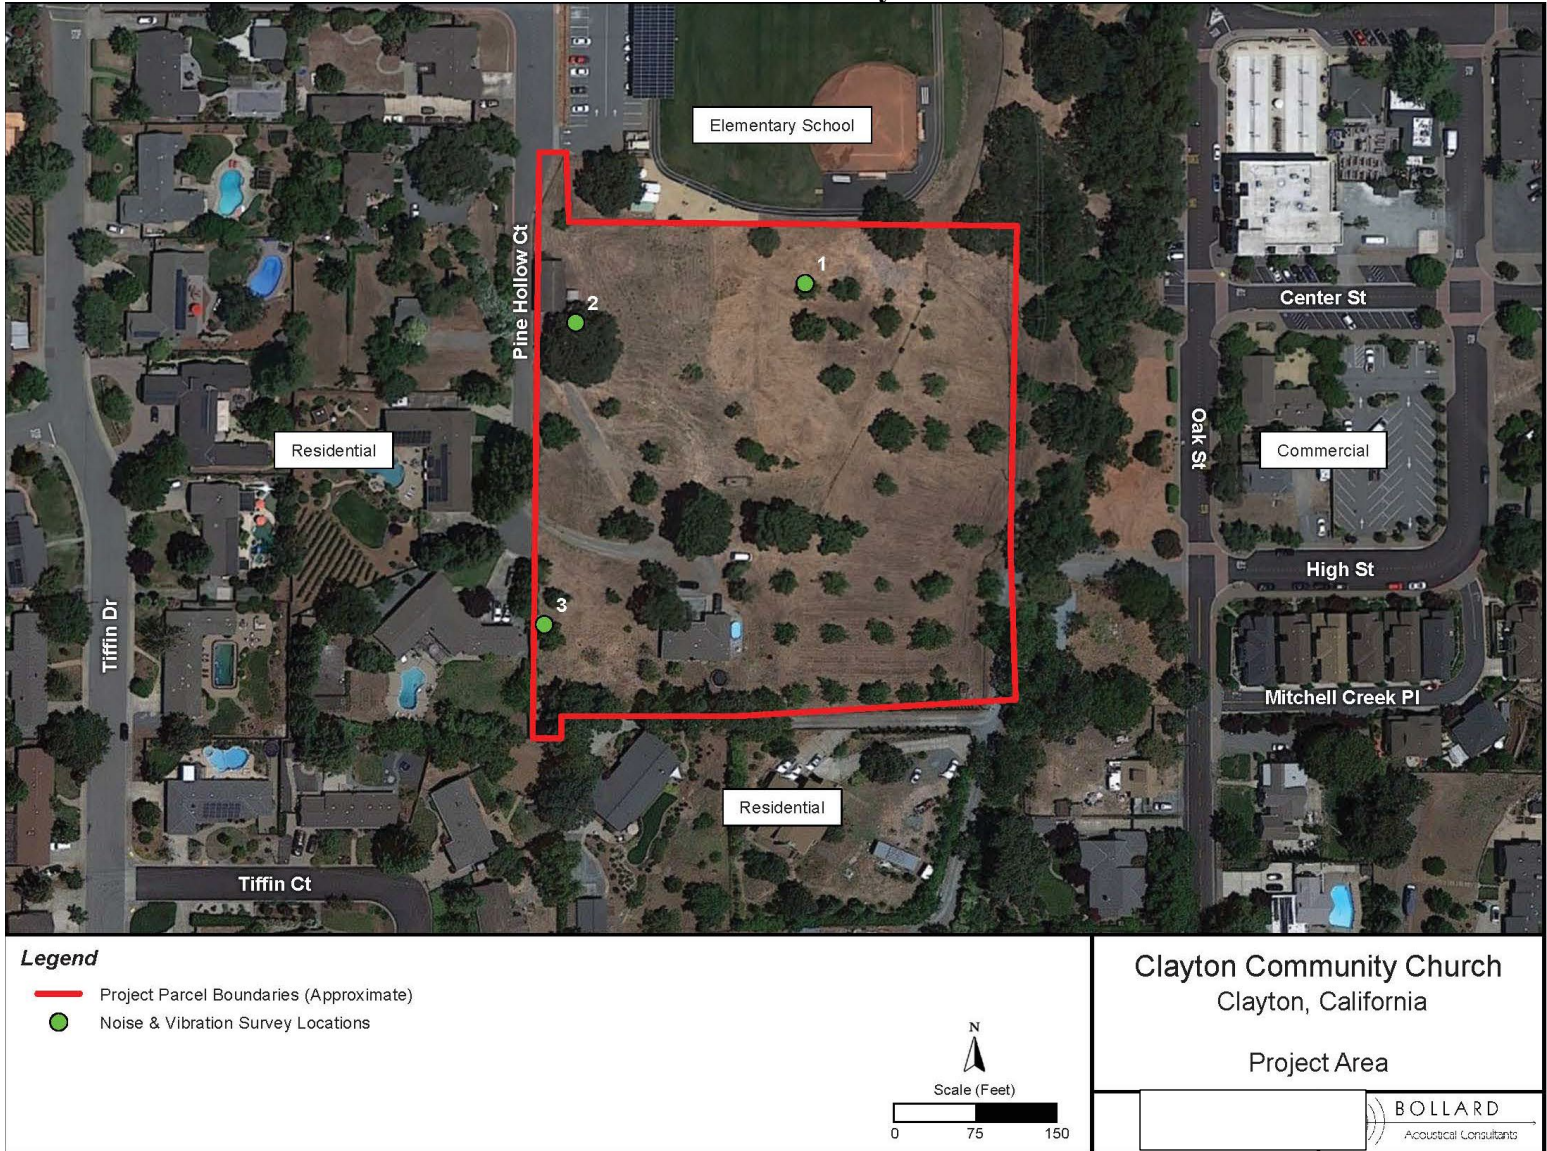 Elementary School
1
2
3
Pine Hollow Ct
Center St
Residential
Oak St
Commercial
High St
Tiffin Dr
Mitchell Creek Pl
Residential
Tiffin Ct
Legend
Project Parcel Boundaries (Approximate)
Noise & Vibration Survey Locations
N
Scale (Feet)
0 75 150
Clayton Community Church
Clayton, California
Project Area
BOLLARD
Acoustical Consultants